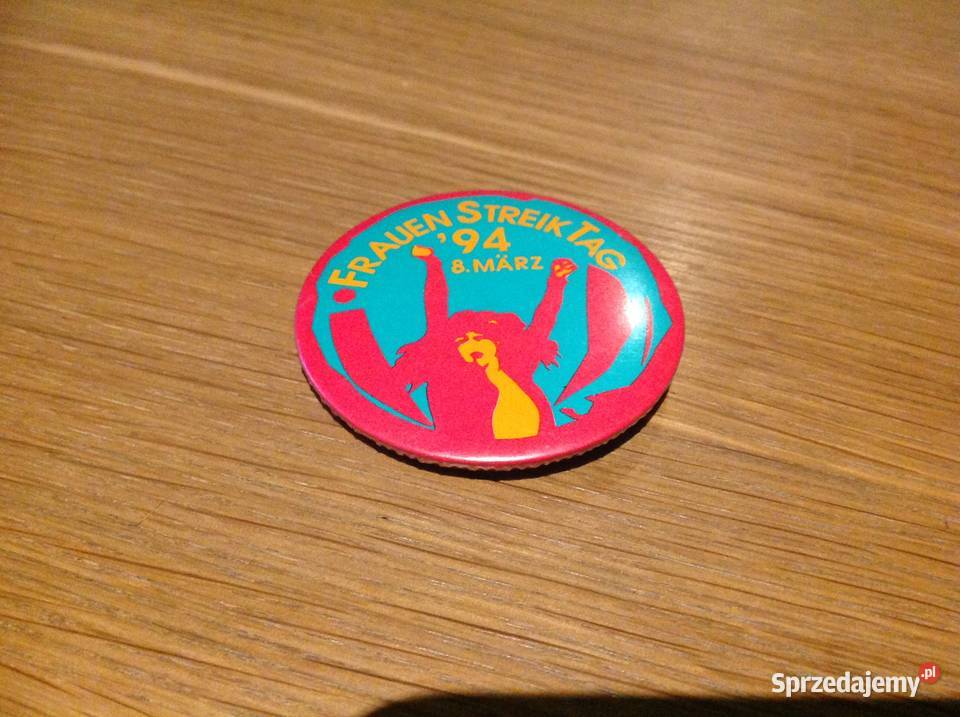 FRAUEN STREIK TAG
'94
8. MÄRZ
Sprzedajemy.pl